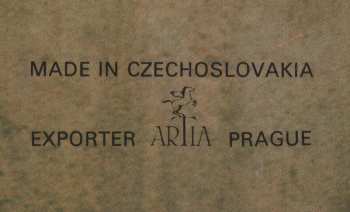 MADE IN CZECHOSLOVAKIA
EXPORTER ARTIA PRAGUE